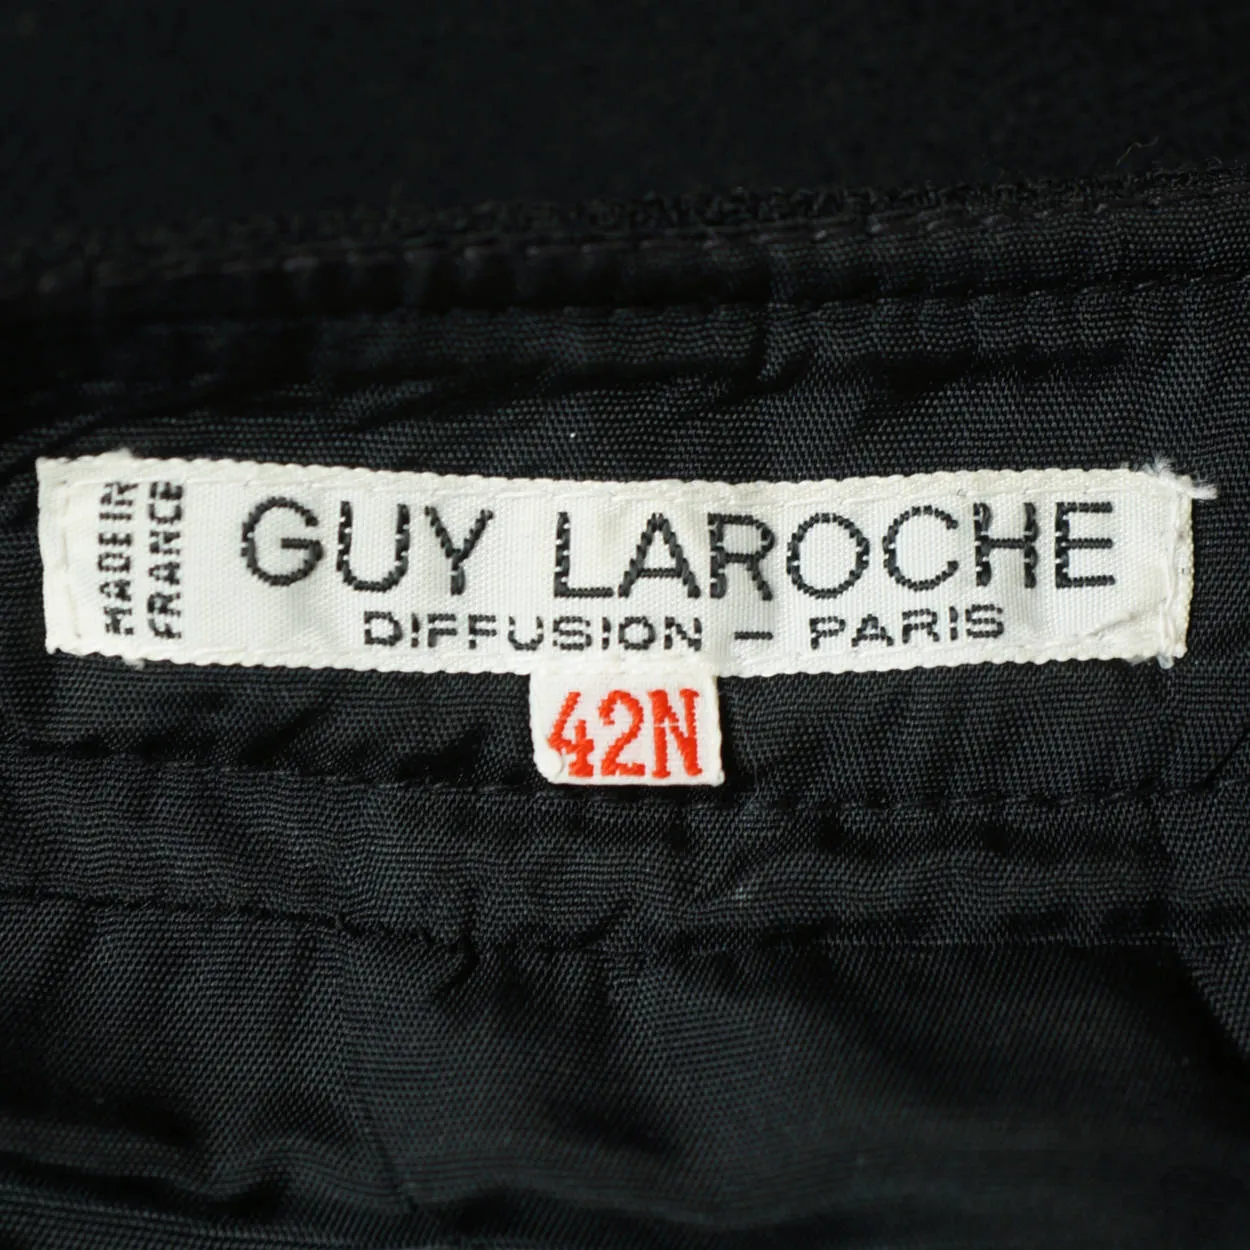 MADE IN
FRANCE
GUY LAROCHE
DIFFUSION – PARIS
42N